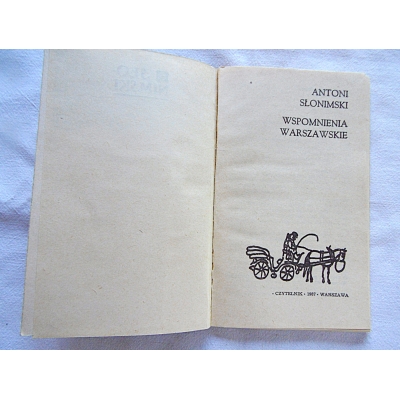 ANTONI
SŁONIMSKI
WSPOMNIENIA
WARSZAWSKIE
· CZYTELNIK · 1957 · WARSZAWA